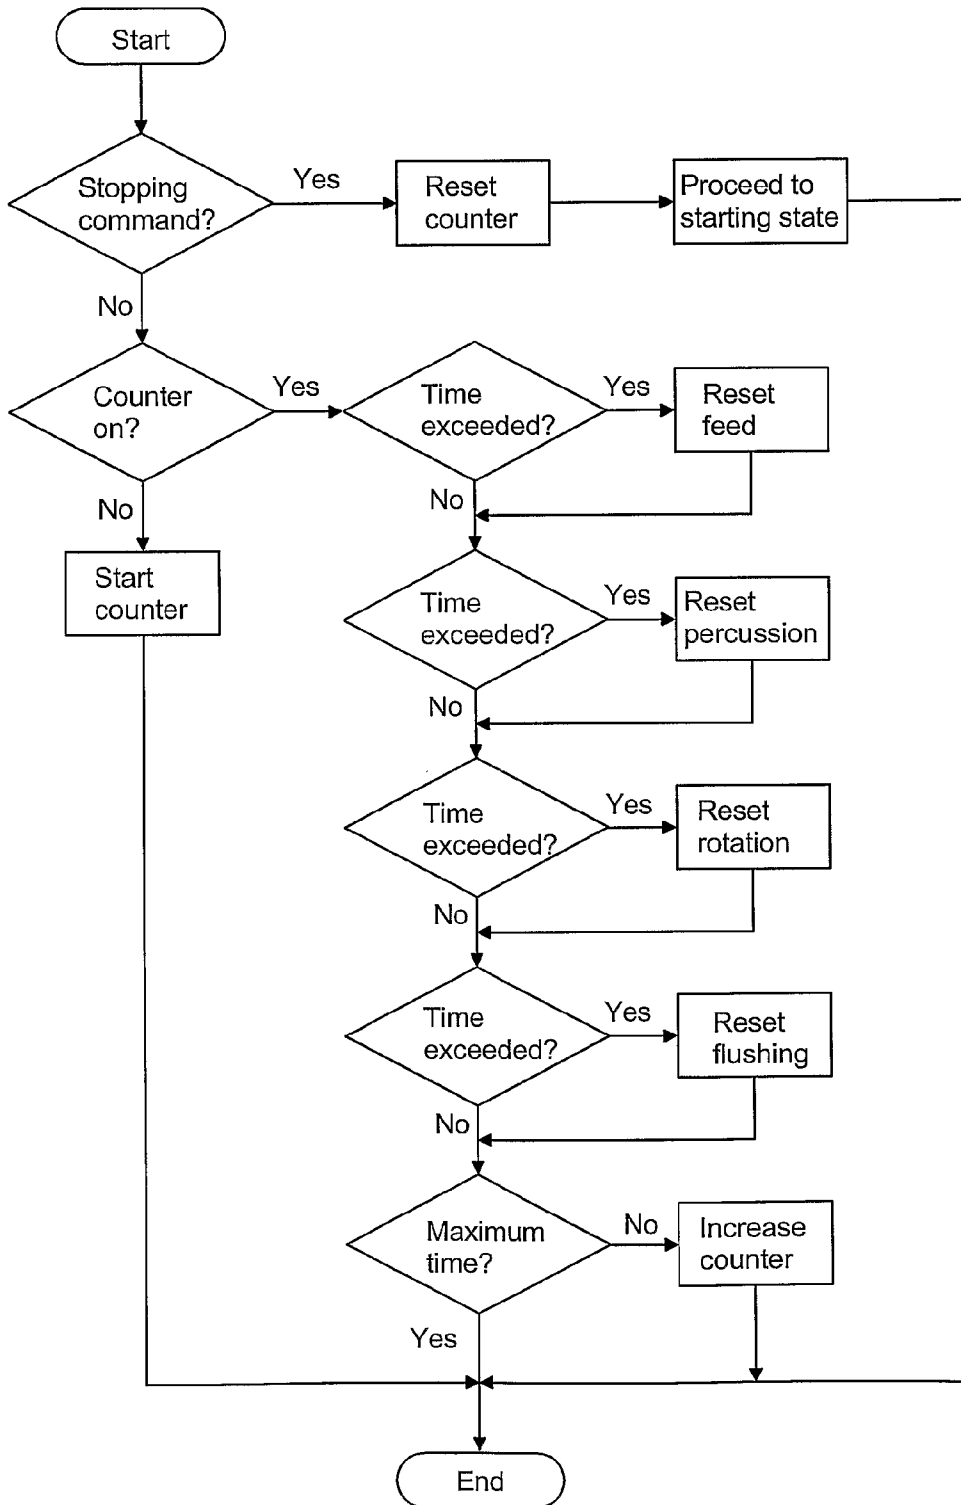 Start
Stopping
command?
Yes
Reset
counter
Proceed to
starting state
No
Counter
on?
Yes
Time
exceeded?
Yes
Reset
feed
No
No
Start
counter
Time
exceeded?
Yes
Reset
percussion
No
Time
exceeded?
Yes
Reset
rotation
No
Time
exceeded?
Yes
Reset
flushing
No
Maximum
time?
No
Increase
counter
Yes
End